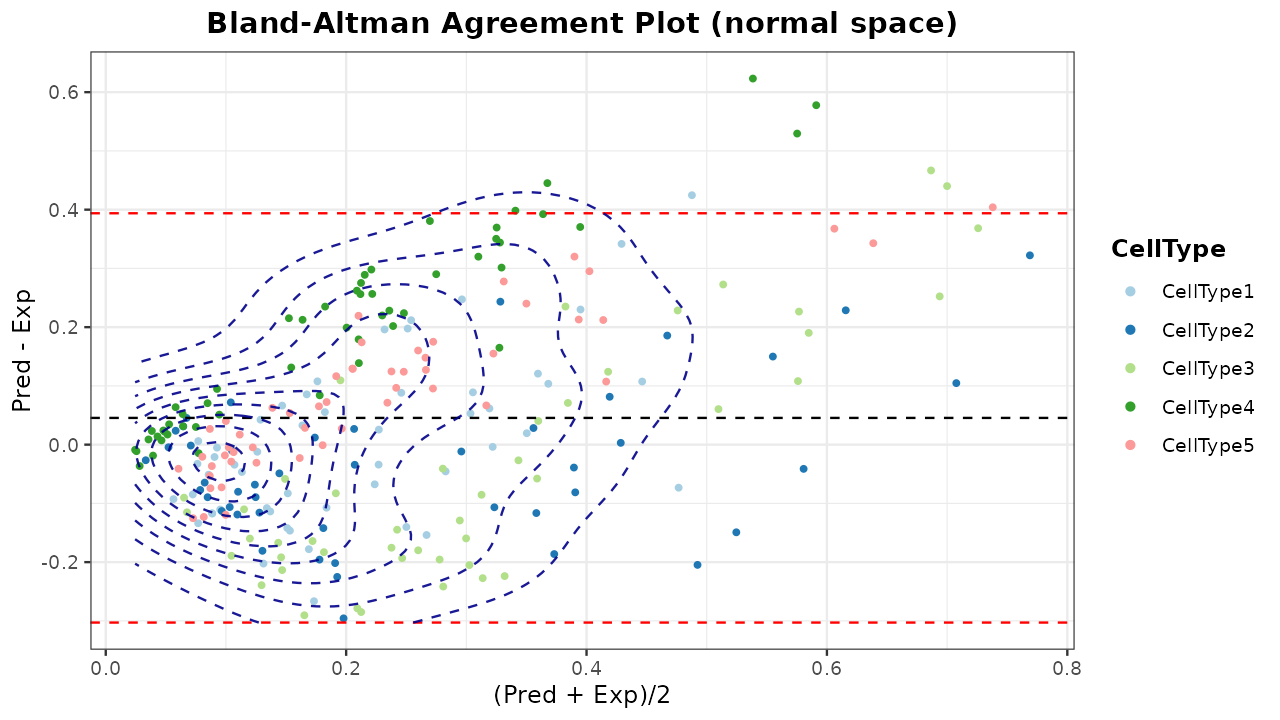 Bland-Altman Agreement Plot (normal space)
Pred - Exp
0.6
0.4
0.2
0.0
-0.2
0.0 0.2 0.4 0.6 0.8
(Pred + Exp)/2
CellType
CellType1
CellType2
CellType3
CellType4
CellType5